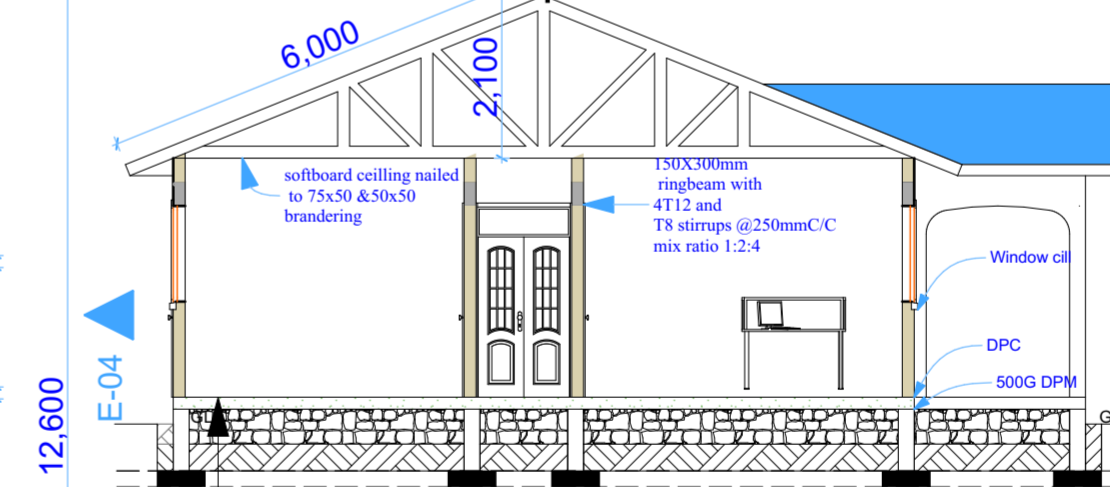 6,000
2,100
softboard ceilling nailed
to 75x50 &50x50
brandering
150X300mm
ringbeam with
4T12 and
T8 stirrups @250mmC/C
mix ratio 1:2:4
Window cill
DPC
500G DPM
E-04
12,600
GL
G